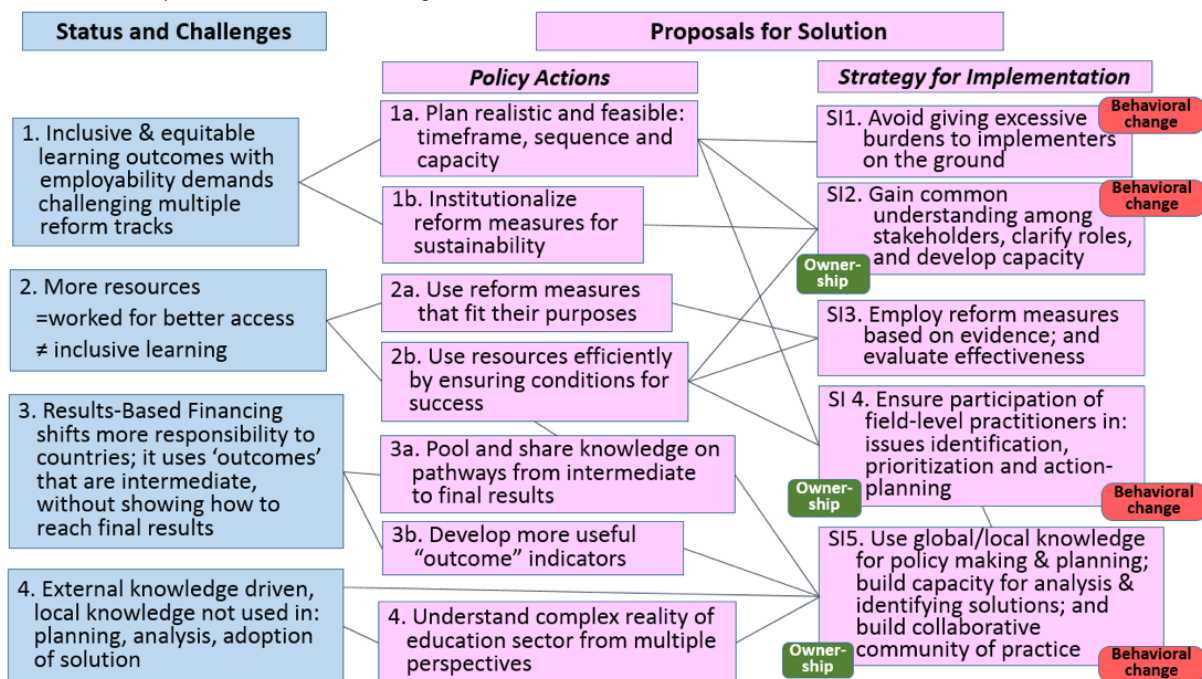 Status and Challenges
Proposals for Solution
Policy Actions
Strategy for Implementation
1. Inclusive & equitable
learning outcomes with
employability demands
challenging multiple
reform tracks
2. More resources
=worked for better access
≠ inclusive learning
3. Results-Based Financing
shifts more responsibility to
countries; it uses ‘outcomes’
that are intermediate,
without showing how to
reach final results
4. External knowledge driven,
local knowledge not used in:
planning, analysis, adoption
of solution
1a. Plan realistic and feasible:
timeframe, sequence and
capacity
1b. Institutionalize
reform measures for
sustainability
2a. Use reform measures
that fit their purposes
2b. Use resources efficiently
by ensuring conditions for
success
3a. Pool and share knowledge on
pathways from intermediate
to final results
3b. Develop more useful
“outcome” indicators
4. Understand complex reality of
education sector from multiple
perspectives
SI1. Avoid giving excessive
burdens to implementers
on the ground
Behavioral
change
SI2. Gain common
understanding among
stakeholders, clarify roles,
and develop capacity
Behavioral
change
Owner-
ship
SI3. Employ reform measures
based on evidence; and
evaluate effectiveness
SI 4. Ensure participation of
field-level practitioners in:
issues identification,
prioritization and action-
planning
Owner-
ship
Behavioral
change
SI5. Use global/local knowledge
for policy making & planning;
build capacity for analysis &
identifying solutions; and
build collaborative
community of practice
Owner-
ship
Behavioral
change